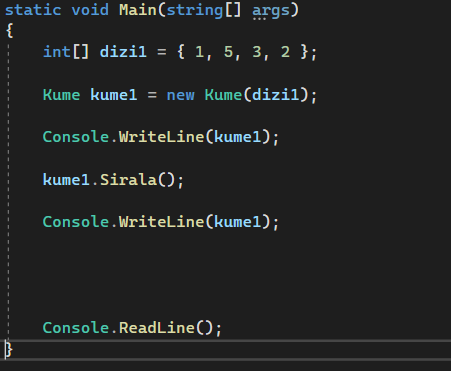 static void Main(string[] args)
{
int[] dizi1 = { 1, 5, 3, 2 };
Kume kume1 = new Kume(dizi1);
Console.WriteLine(kume1);
kume1.Sirala();
Console.WriteLine(kume1);
Console.ReadLine();
}